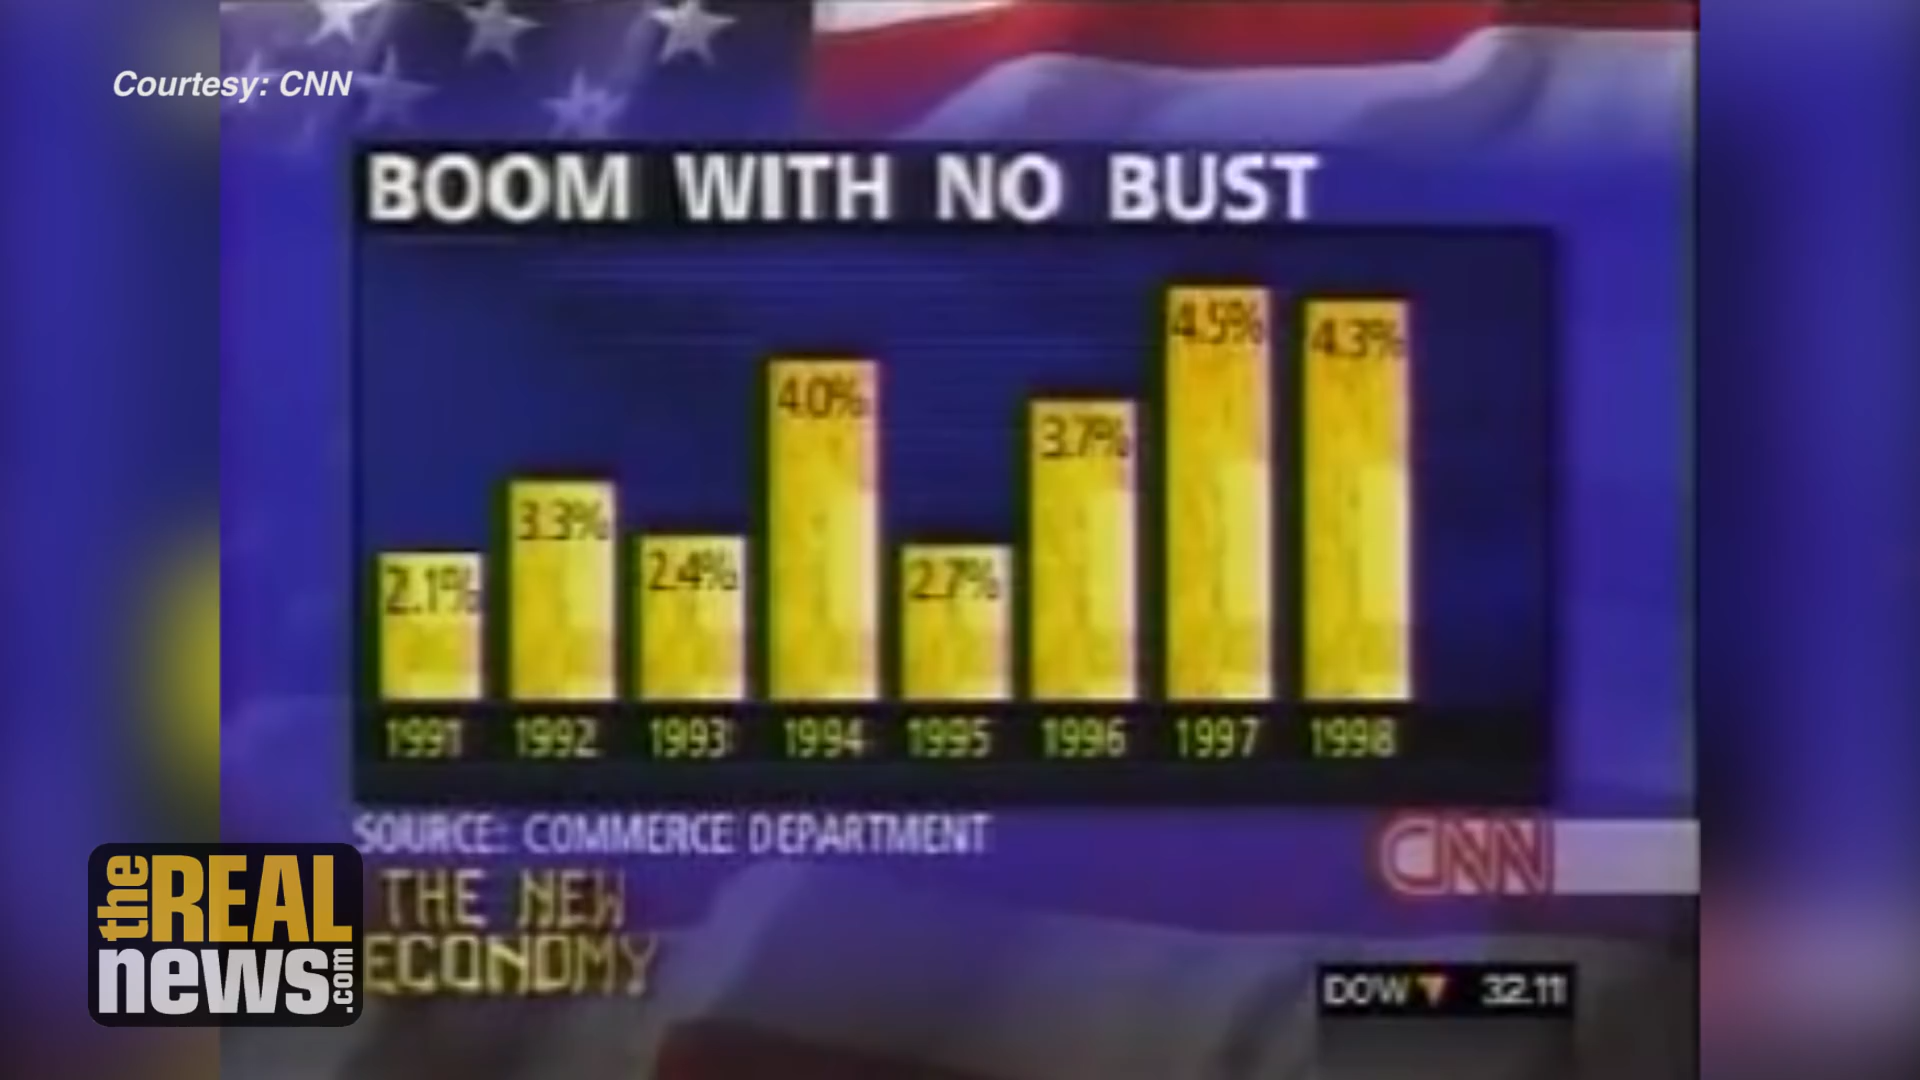 Courtesy: CNN
BOOM WITH NO BUST
2.1% 3.3% 2.4% 4.0% 2.7% 3.7% 4.5% 4.3%
1991 1992 1993 1994 1995 1996 1997 1998
SOURCE: COMMERCE DEPARTMENT
CNN
THE NEW
ECONOMY
the REAL
news.com
DOW ▼ 32.11